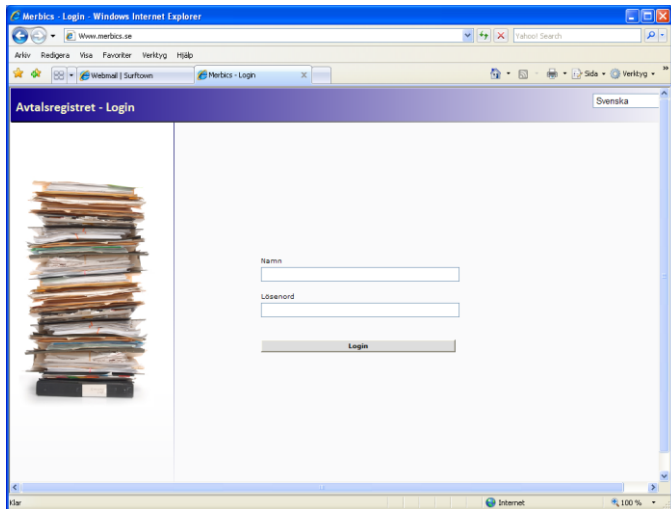 Merbics - Login - Windows Internet Explorer
Www.merbics.se
Yahoo! Search
Arkiv Redigera Visa Favoriter Verktyg Hjälp
Webmail | Surftown
Merbics - Login
Sida
Verktyg
Avtalsregistret - Login
Svenska
Namn
Lösenord
Login
Klar
Internet
100 %